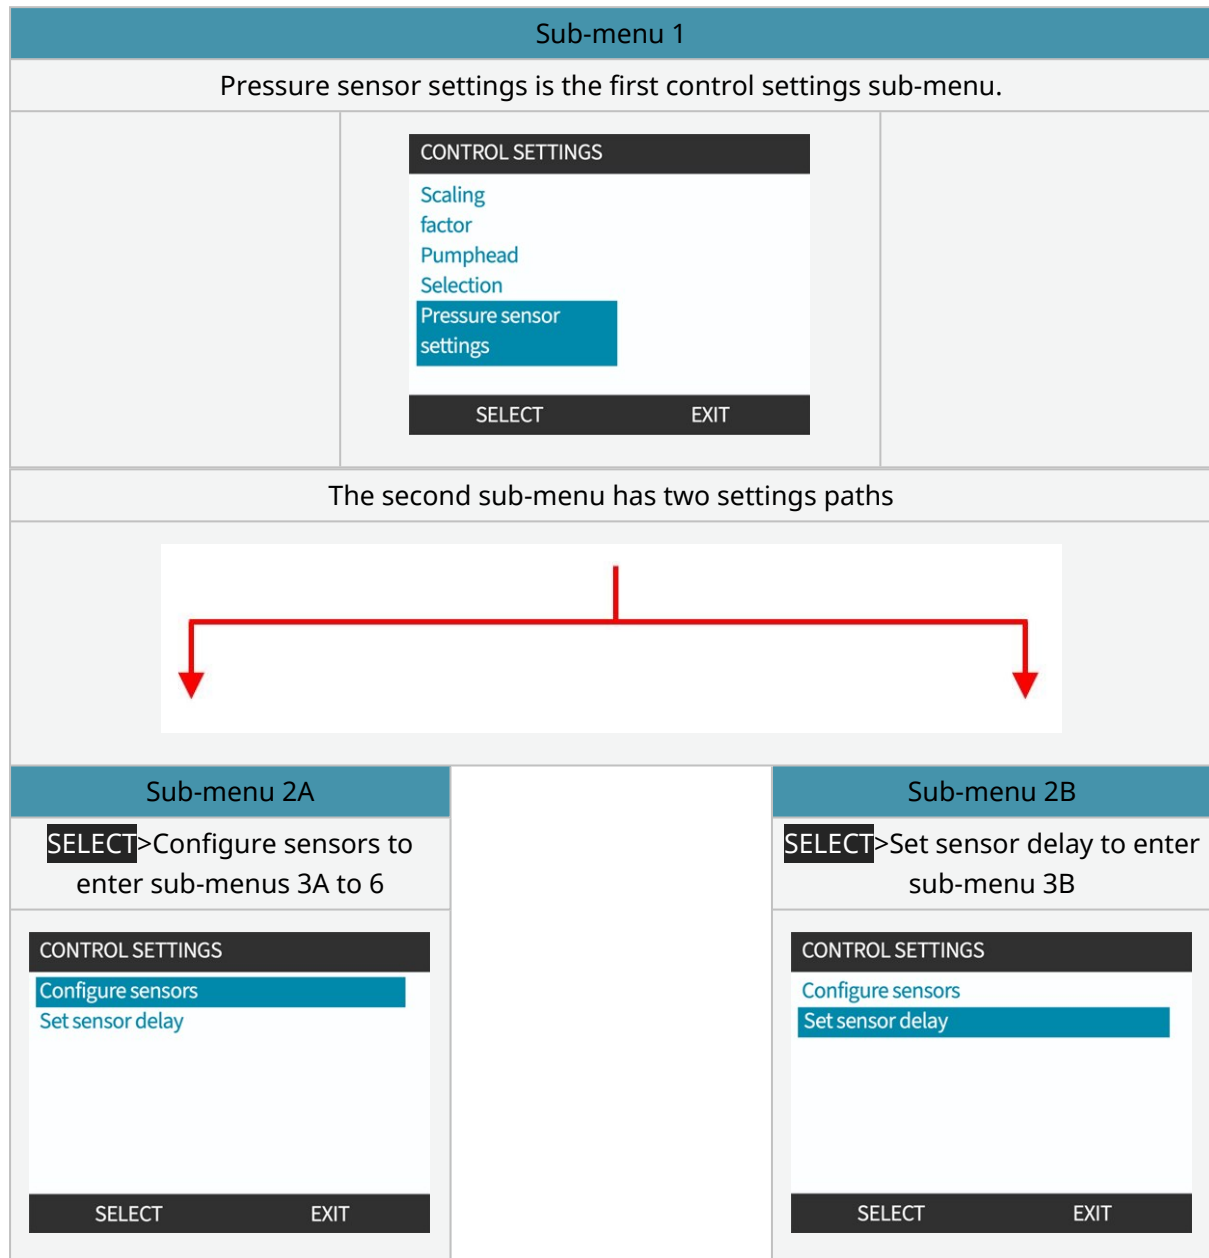 Sub-menu 1
Pressure sensor settings is the first control settings sub-menu.
CONTROL SETTINGS
Scaling
factor
Pumphead
Selection
Pressure sensor
settings
SELECT EXIT
The second sub-menu has two settings paths
Sub-menu 2A
SELECT>Configure sensors to
enter sub-menus 3A to 6
CONTROL SETTINGS
Configure sensors
Set sensor delay
SELECT EXIT
Sub-menu 2B
SELECT>Set sensor delay to enter
sub-menu 3B
CONTROL SETTINGS
Configure sensors
Set sensor delay
SELECT EXIT